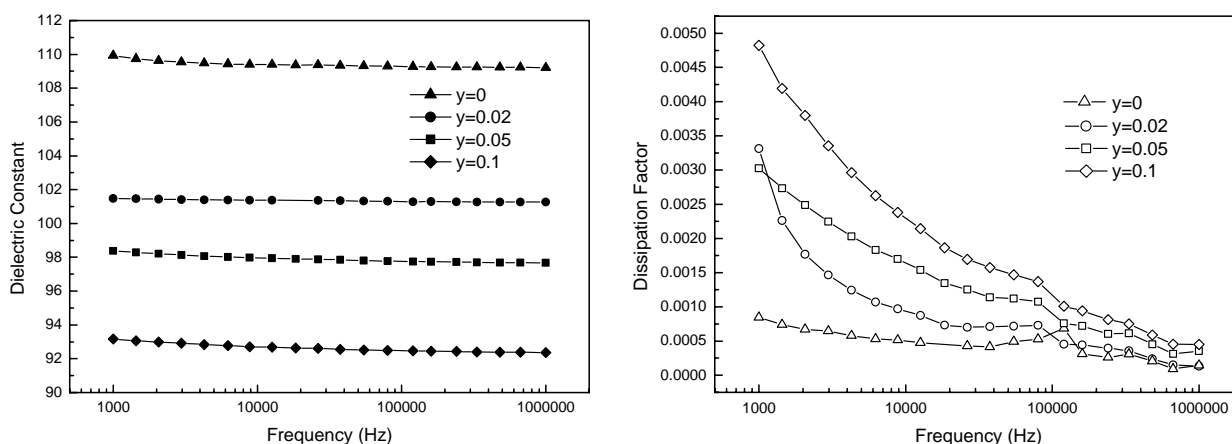 112
110
108
106
104
102
100
98
96
94
92
90
Dielectric Constant
y=0
y=0.02
y=0.05
y=0.1
1000
10000
100000
1000000
Frequency (Hz)
0.0050
0.0045
0.0040
0.0035
0.0030
0.0025
0.0020
0.0015
0.0010
0.0005
0.0000
Dissipation Factor
y=0
y=0.02
y=0.05
y=0.1
1000
10000
100000
1000000
Frequency (Hz)